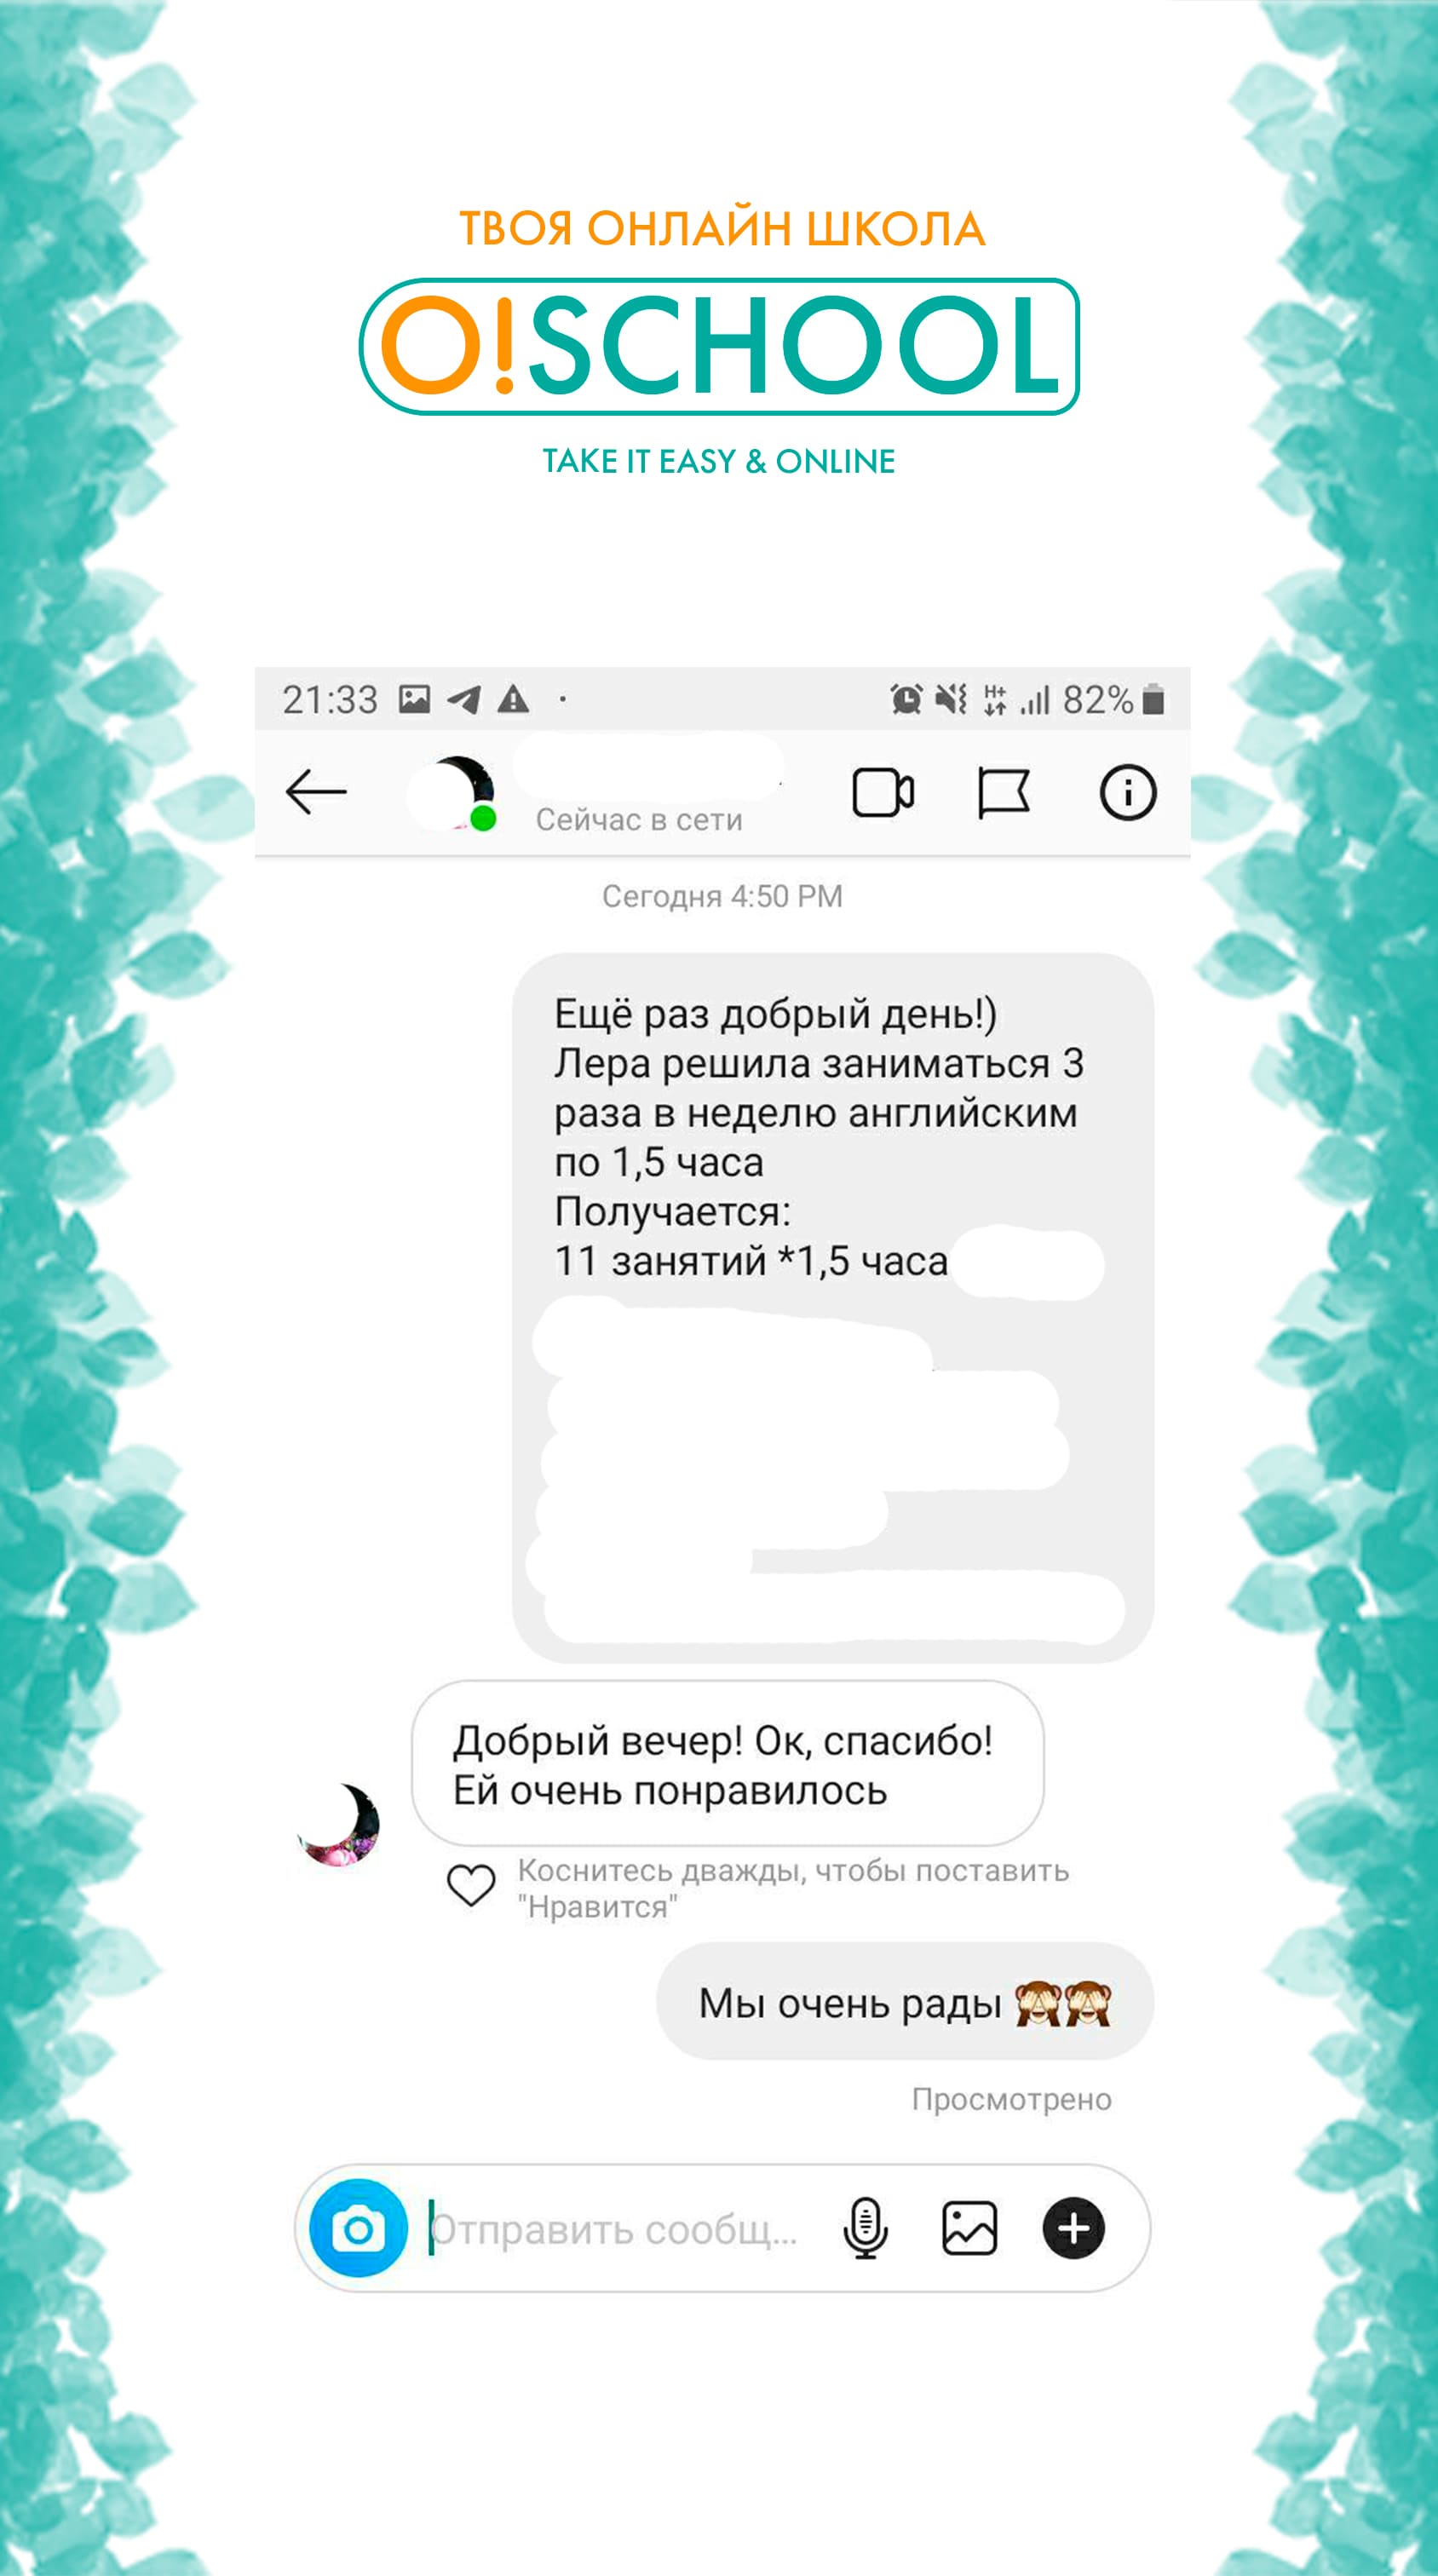 ТВОЯ ОНЛАЙН ШКОЛА
O!SCHOOL
TAKE IT EASY & ONLINE
21:33
H+
82%
Сейчас в сети
Сегодня 4:50 PM
Ещё раз добрый день!)
Лера решила заниматься 3
раза в неделю английским
по 1,5 часа
Получается:
11 занятий *1,5 часа
Добрый вечер! Ок, спасибо!
Ей очень понравилось
Коснитесь дважды, чтобы поставить
"Нравится"
Мы очень рады 🙈🙈
Просмотрено
Отправить сообщ...